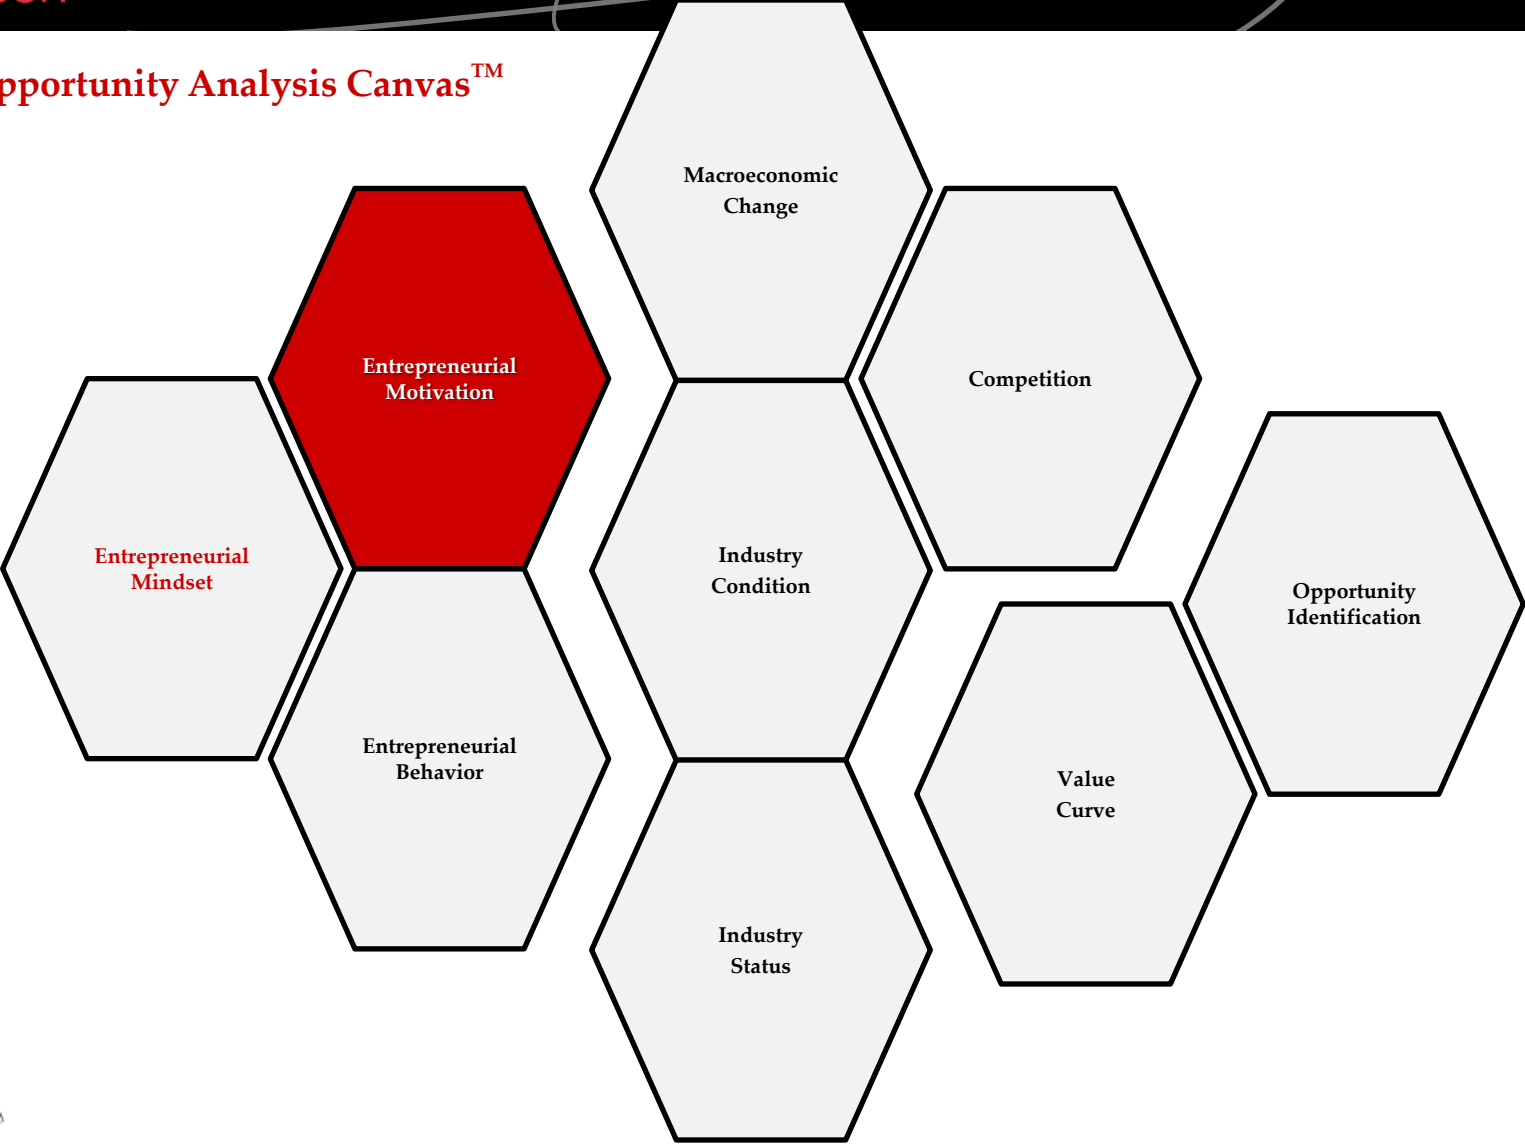 pportunity Analysis Canvas™
Macroeconomic
Change
Entrepreneurial
Motivation
Competition
Entrepreneurial
Mindset
Industry
Condition
Opportunity
Identification
Entrepreneurial
Behavior
Value
Curve
Industry
Status